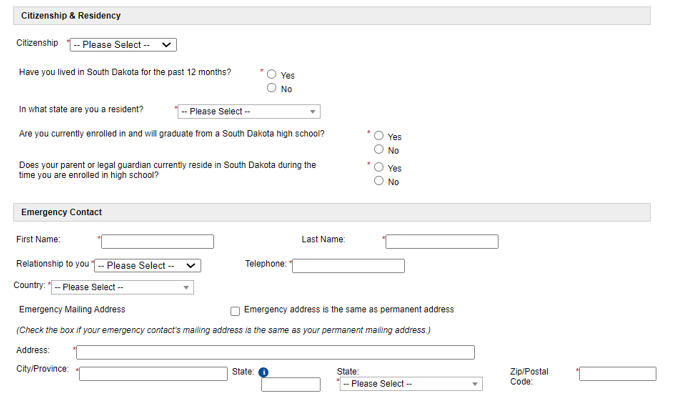 Citizenship & Residency
Citizenship * -- Please Select --
Have you lived in South Dakota for the past 12 months? * Yes
No
In what state are you a resident? * -- Please Select --
Are you currently enrolled in and will graduate from a South Dakota high school? * Yes
No
Does your parent or legal guardian currently reside in South Dakota during the * Yes
time you are enrolled in high school? No
Emergency Contact
First Name: * Last Name: *
Relationship to you * -- Please Select -- Telephone: *
Country: * -- Please Select --
Emergency Mailing Address Emergency address is the same as permanent address
(Check the box if your emergency contact's mailing address is the same as your permanent mailing address.)
Address: *
City/Province: * State: i State: Zip/Postal *
* -- Please Select -- Code: